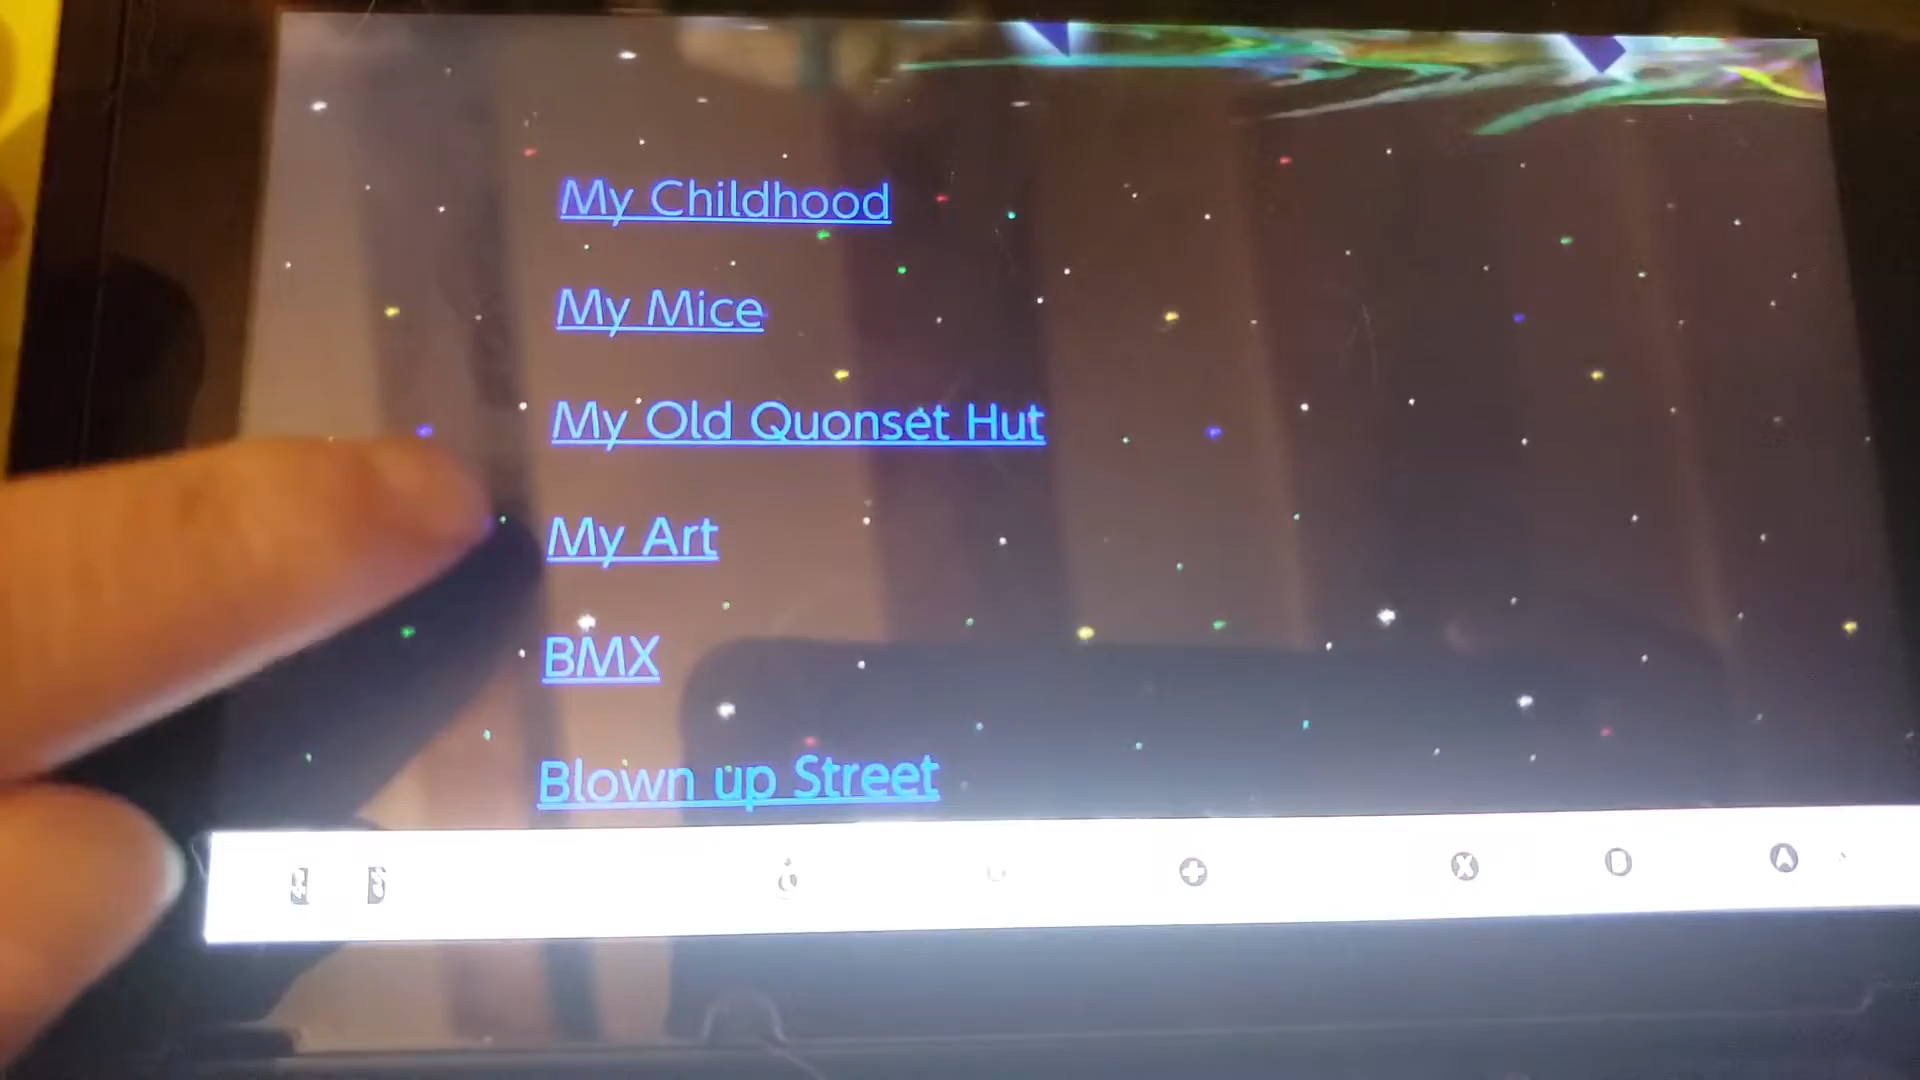 My Childhood
My Mice
My Old Quonset Hut
My Art
BMX
Blown up Street
X B A